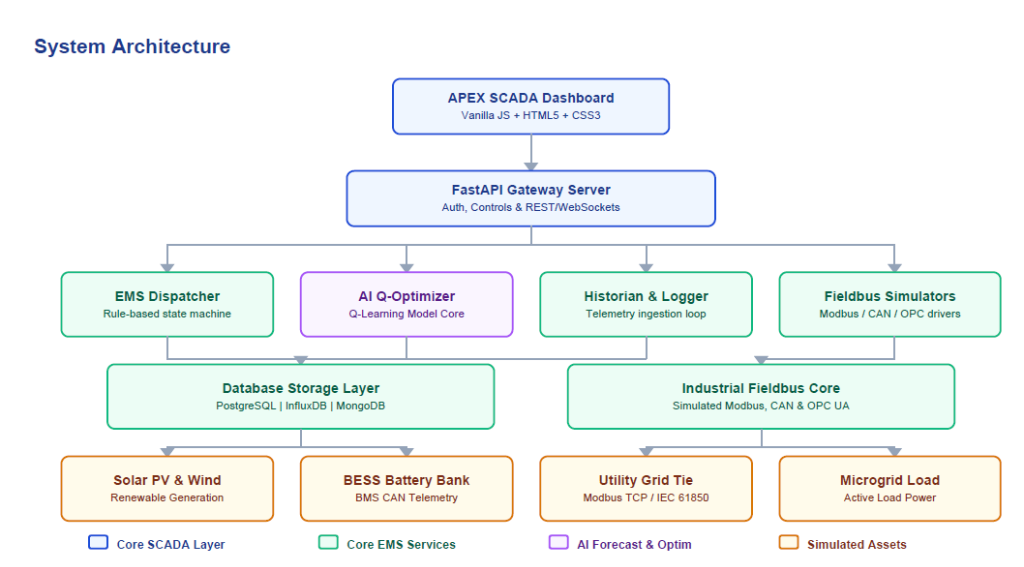 System Architecture
APEX SCADA Dashboard
Vanilla JS + HTML5 + CSS3
FastAPI Gateway Server
Auth, Controls & REST/WebSockets
EMS Dispatcher
Rule-based state machine
AI Q-Optimizer
Q-Learning Model Core
Historian & Logger
Telemetry ingestion loop
Fieldbus Simulators
Modbus / CAN / OPC drivers
Database Storage Layer
PostgreSQL | InfluxDB | MongoDB
Industrial Fieldbus Core
Simulated Modbus, CAN & OPC UA
Solar PV & Wind
Renewable Generation
BESS Battery Bank
BMS CAN Telemetry
Utility Grid Tie
Modbus TCP / IEC 61850
Microgrid Load
Active Load Power
Core SCADA Layer
Core EMS Services
AI Forecast & Optim
Simulated Assets